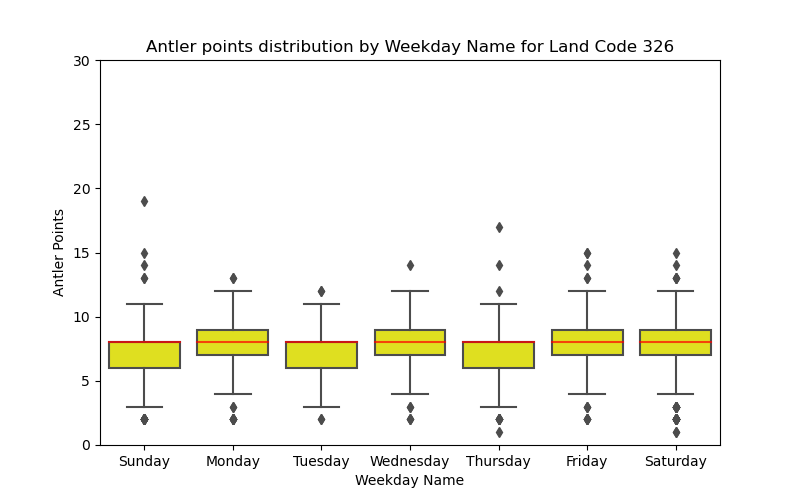 Antler points distribution by Weekday Name for Land Code 326
30
25
20
15
10
5
0
Antler Points
Sunday Monday Tuesday Wednesday Thursday Friday Saturday
Weekday Name